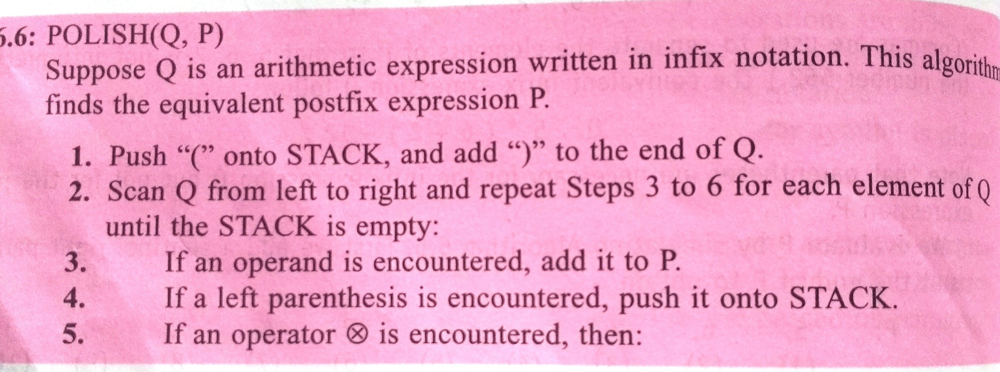 5.6: POLISH(Q, P)
Suppose Q is an arithmetic expression written in infix notation. This algorithm
finds the equivalent postfix expression P.
1. Push “(” onto STACK, and add “)” to the end of Q.
2. Scan Q from left to right and repeat Steps 3 to 6 for each element of Q
until the STACK is empty:
3. If an operand is encountered, add it to P.
4. If a left parenthesis is encountered, push it onto STACK.
5. If an operator ⊗ is encountered, then: